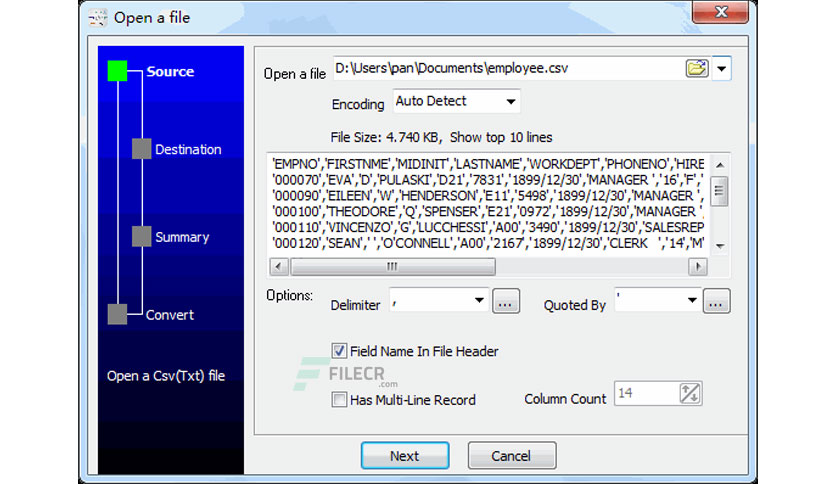 Open a file
Source
Destination
Summary
Convert
Open a Csv(Txt) file
Open a file D:\Users\pan\Documents\employee.csv
Encoding Auto Detect
File Size: 4.740 KB, Show top 10 lines
'EMPNO','FIRSTNME','MIDINIT','LASTNAME','WORKDEPT','PHONENO','HIRE
'000070','EVA','D','PULASKI','D21','7831','1899/12/30','MANAGER ','16','F','
'000090','EILEEN','W','HENDERSON','E11','5498','1899/12/30','MANAGER ',
'000100','THEODORE','Q','SPENSER','E21','0972','1899/12/30','MANAGER '
'000110','VINCENZO','G','LUCCHESSI','A00','3490','1899/12/30','SALESREP
'000120','SEAN',' ','O'CONNELL','A00','2167','1899/12/30','CLERK   ','14','M'
Options: Delimiter , ... Quoted By ' ...
Field Name In File Header
FILECR
.com
Has Multi-Line Record Column Count 14
Next Cancel